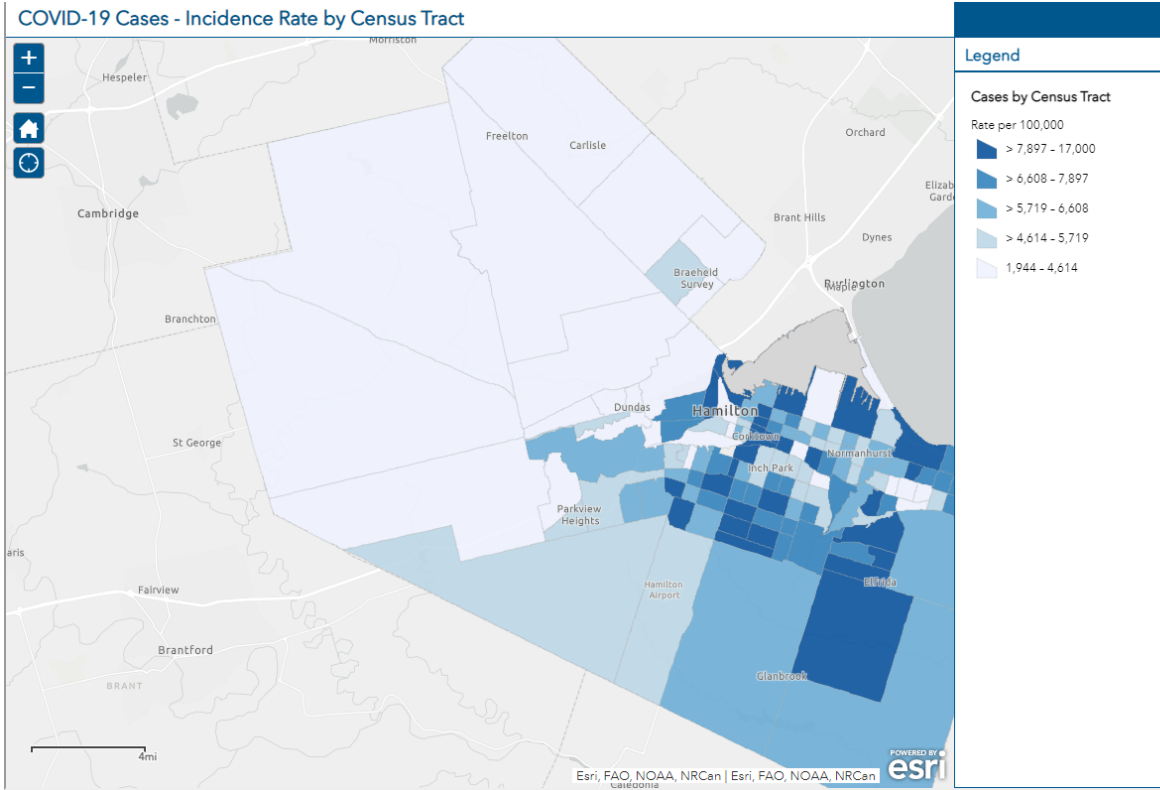 COVID-19 Cases - Incidence Rate by Census Tract
+
−
Morriston
Hespeler
Freelton
Carlisle
Orchard
Elizab
Garde
Cambridge
Brant Hills
Dynes
Braeheid
Survey
Burlington
Maple
Branchton
Dundas
Hamilton
Corktown
St George
Normanhurst
Inch Park
Parkview
Heights
aris
Hamilton
Airport
Elfrida
Fairview
Brantford
BRANT
Glanbrook
4mi
Caledonia
Esri, FAO, NOAA, NRCan | Esri, FAO, NOAA, NRCan
POWERED BY
esri
Legend
Cases by Census Tract
Rate per 100,000
> 7,897 - 17,000
> 6,608 - 7,897
> 5,719 - 6,608
> 4,614 - 5,719
1,944 - 4,614